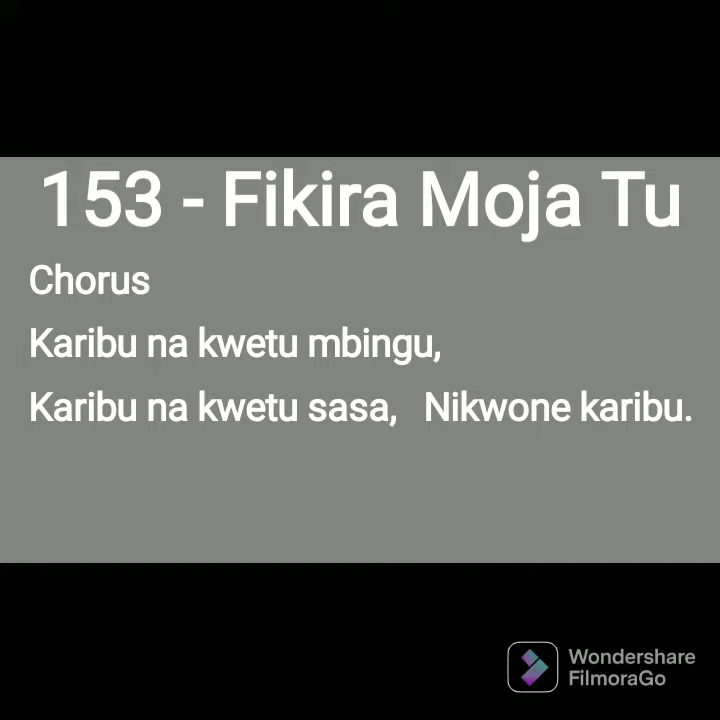 153 - Fikira Moja Tu
Chorus
Karibu na kwetu mbingu,
Karibu na kwetu sasa, Nikwone karibu.
Wondershare
FilmoraGo